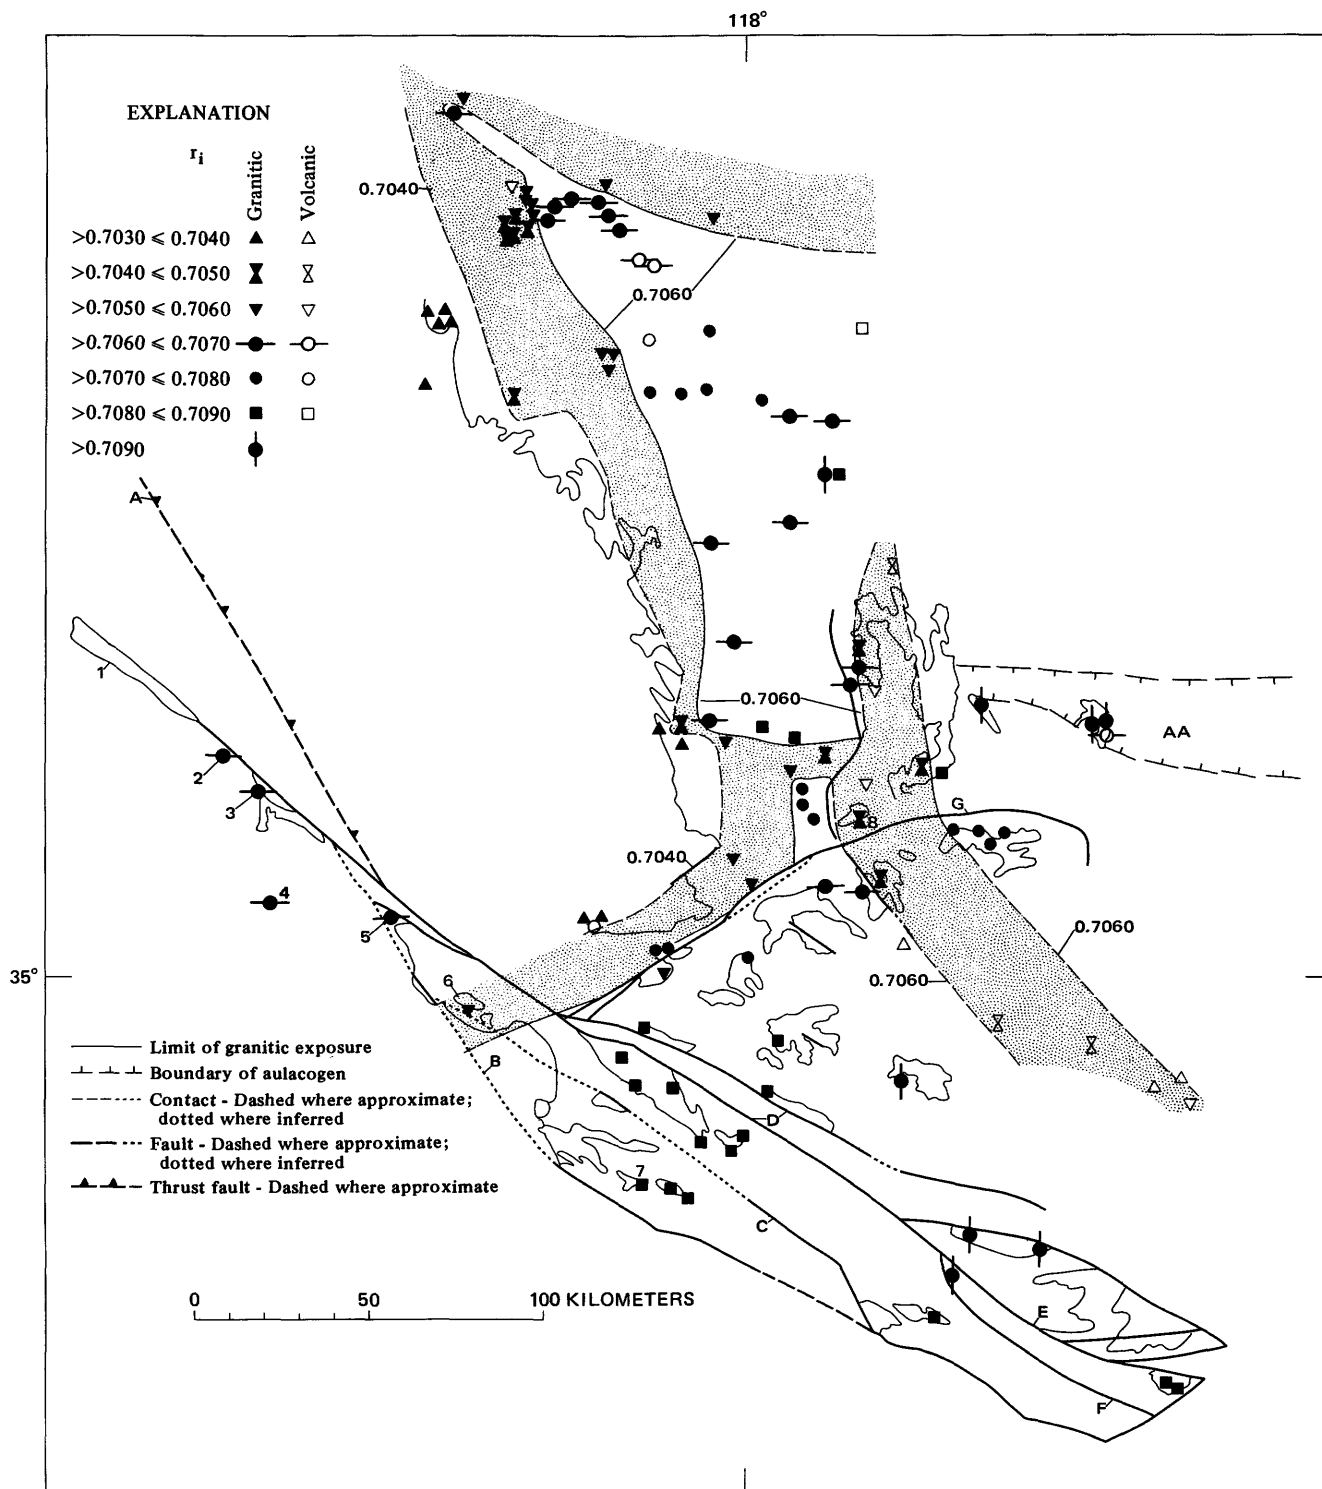 118°
EXPLANATION
rᵢ
Granitic
Volcanic
>0.7030 ⩽ 0.7040
>0.7040 ⩽ 0.7050
>0.7050 ⩽ 0.7060
>0.7060 ⩽ 0.7070
>0.7070 ⩽ 0.7080
>0.7080 ⩽ 0.7090
>0.7090
0.7040
0.7060
A
1
0.7060
AA
2
3
G
8
0.7040
4
5
0.7060
35°
6
0.7060
B
D
7
C
E
F
Limit of granitic exposure
Boundary of aulacogen
Contact - Dashed where approximate;
dotted where inferred
Fault - Dashed where approximate;
dotted where inferred
Thrust fault - Dashed where approximate
0 50 100 KILOMETERS